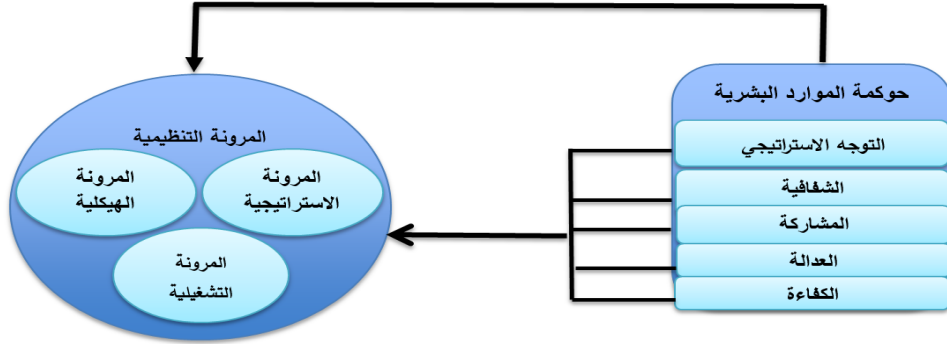 حوكمة الموارد البشرية
التوجه الاستراتيجي
الشفافية
المشاركة
العدالة
الكفاءة
المرونة التنظيمية
المرونة
الاستراتيجية
المرونة
الهيكلية
المرونة
التشغيلية